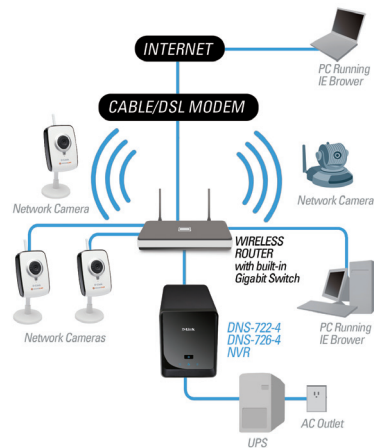 INTERNET
PC Running
IE Brower
CABLE/DSL MODEM
Network Camera
Network Camera
WIRELESS
ROUTER
with built-in
Gigabit Switch
Network Cameras
D-Link
DNS-722-4
DNS-726-4
NVR
PC Running
IE Brower
AC Outlet
UPS